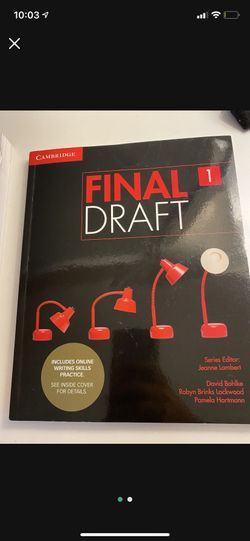 10:03
CAMBRIDGE
FINAL 1
DRAFT
Series Editor:
Jeanne Lambert
INCLUDES ONLINE
WRITING SKILLS
PRACTICE.
SEE INSIDE COVER
FOR DETAILS.
David Bohlke
Robyn Brinks Lockwood
Pamela Hartmann